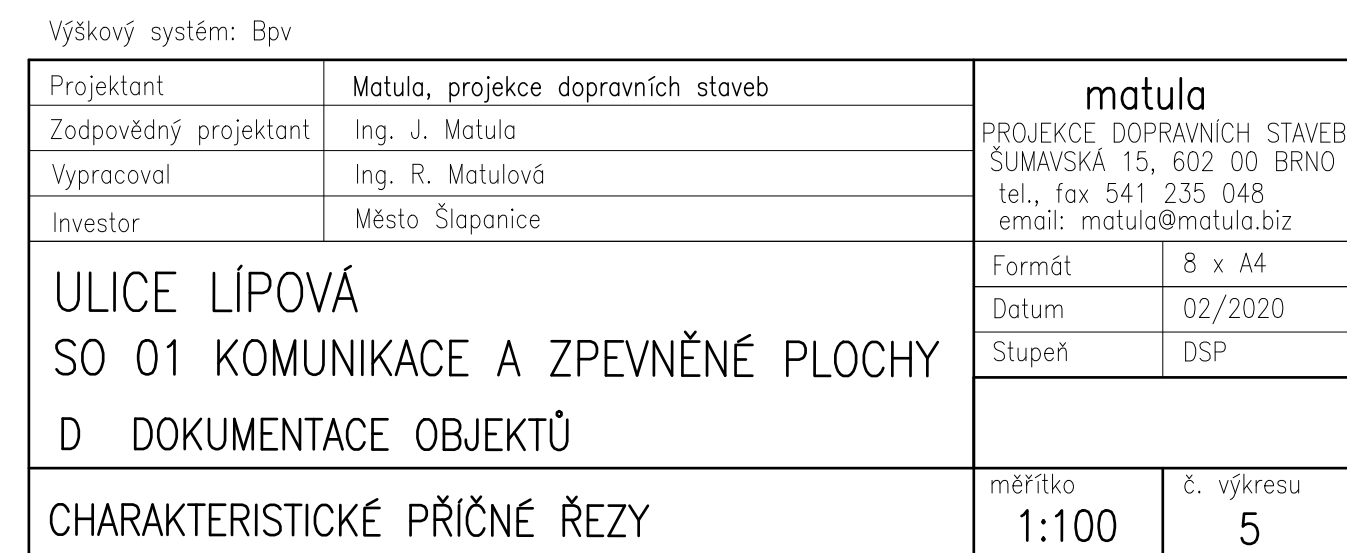 Výškový systém: Bpv
Projektant Matula, projekce dopravních staveb
Zodpovědný projektant Ing. J. Matula
Vypracoval Ing. R. Matulová
Investor Město Šlapanice
matula
PROJEKCE DOPRAVNÍCH STAVEB
ŠUMAVSKÁ 15, 602 00 BRNO
tel., fax 541 235 048
email: matula@matula.biz
ULICE LÍPOVÁ
SO 01 KOMUNIKACE A ZPEVNĚNÉ PLOCHY
D DOKUMENTACE OBJEKTŮ
Formát 8 x A4
Datum 02/2020
Stupeň DSP
CHARAKTERISTICKÉ PŘÍČNÉ ŘEZY
měřítko č. výkresu
1:100 5